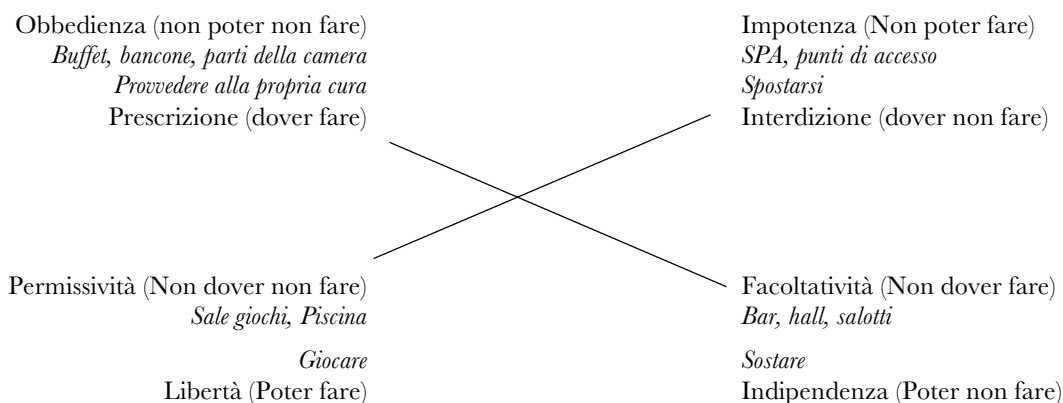 Obbedienza (non poter non fare)
Buffet, bancone, parti della camera
Provvedere alla propria cura
Prescrizione (dover fare)
Impotenza (Non poter fare)
SPA, punti di accesso
Spostarsi
Interdizione (dover non fare)
Permissività (Non dover non fare)
Sale giochi, Piscina
Giocare
Libertà (Poter fare)
Facoltatività (Non dover fare)
Bar, hall, salotti
Sostare
Indipendenza (Poter non fare)